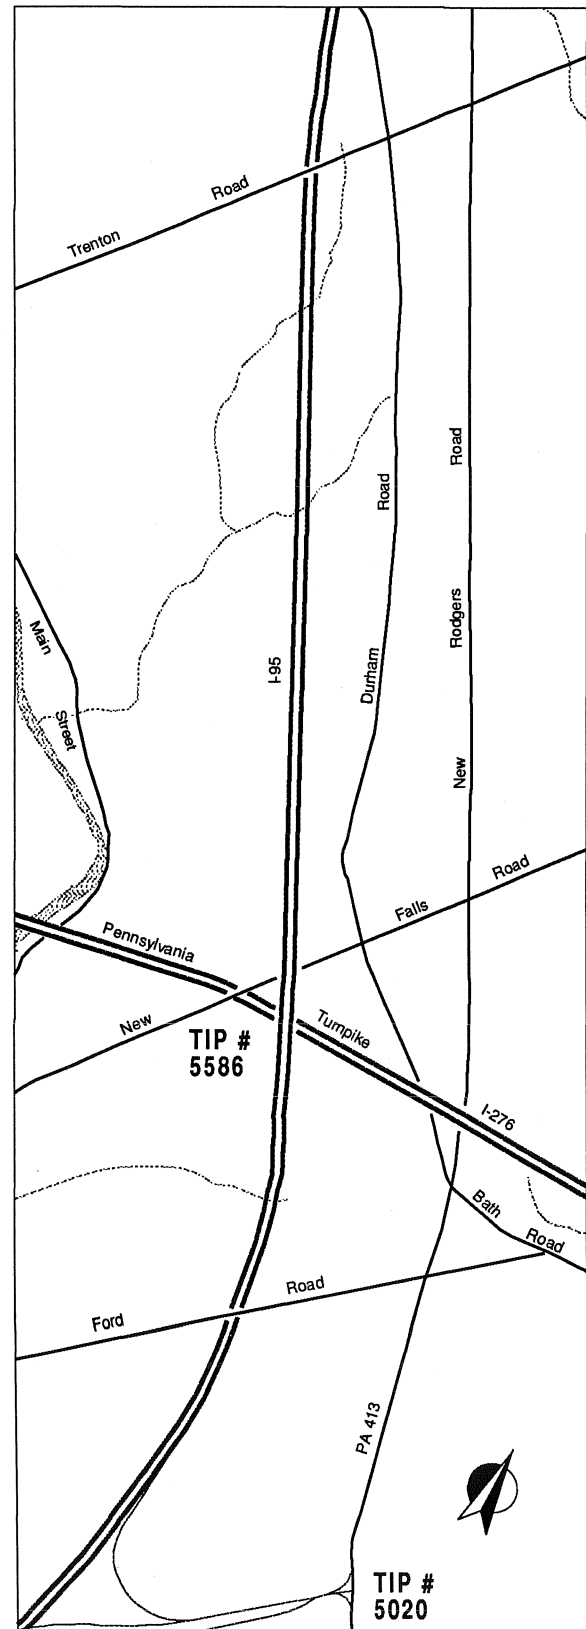 Road
Trenton
Road
Road
Main
Rodgers
I-95
Durham
Street
New
Road
Falls
Pennsylvania
New
Turnpike
TIP #
5586
I-276
Bath
Road
Road
Ford
PA 413
TIP #
5020